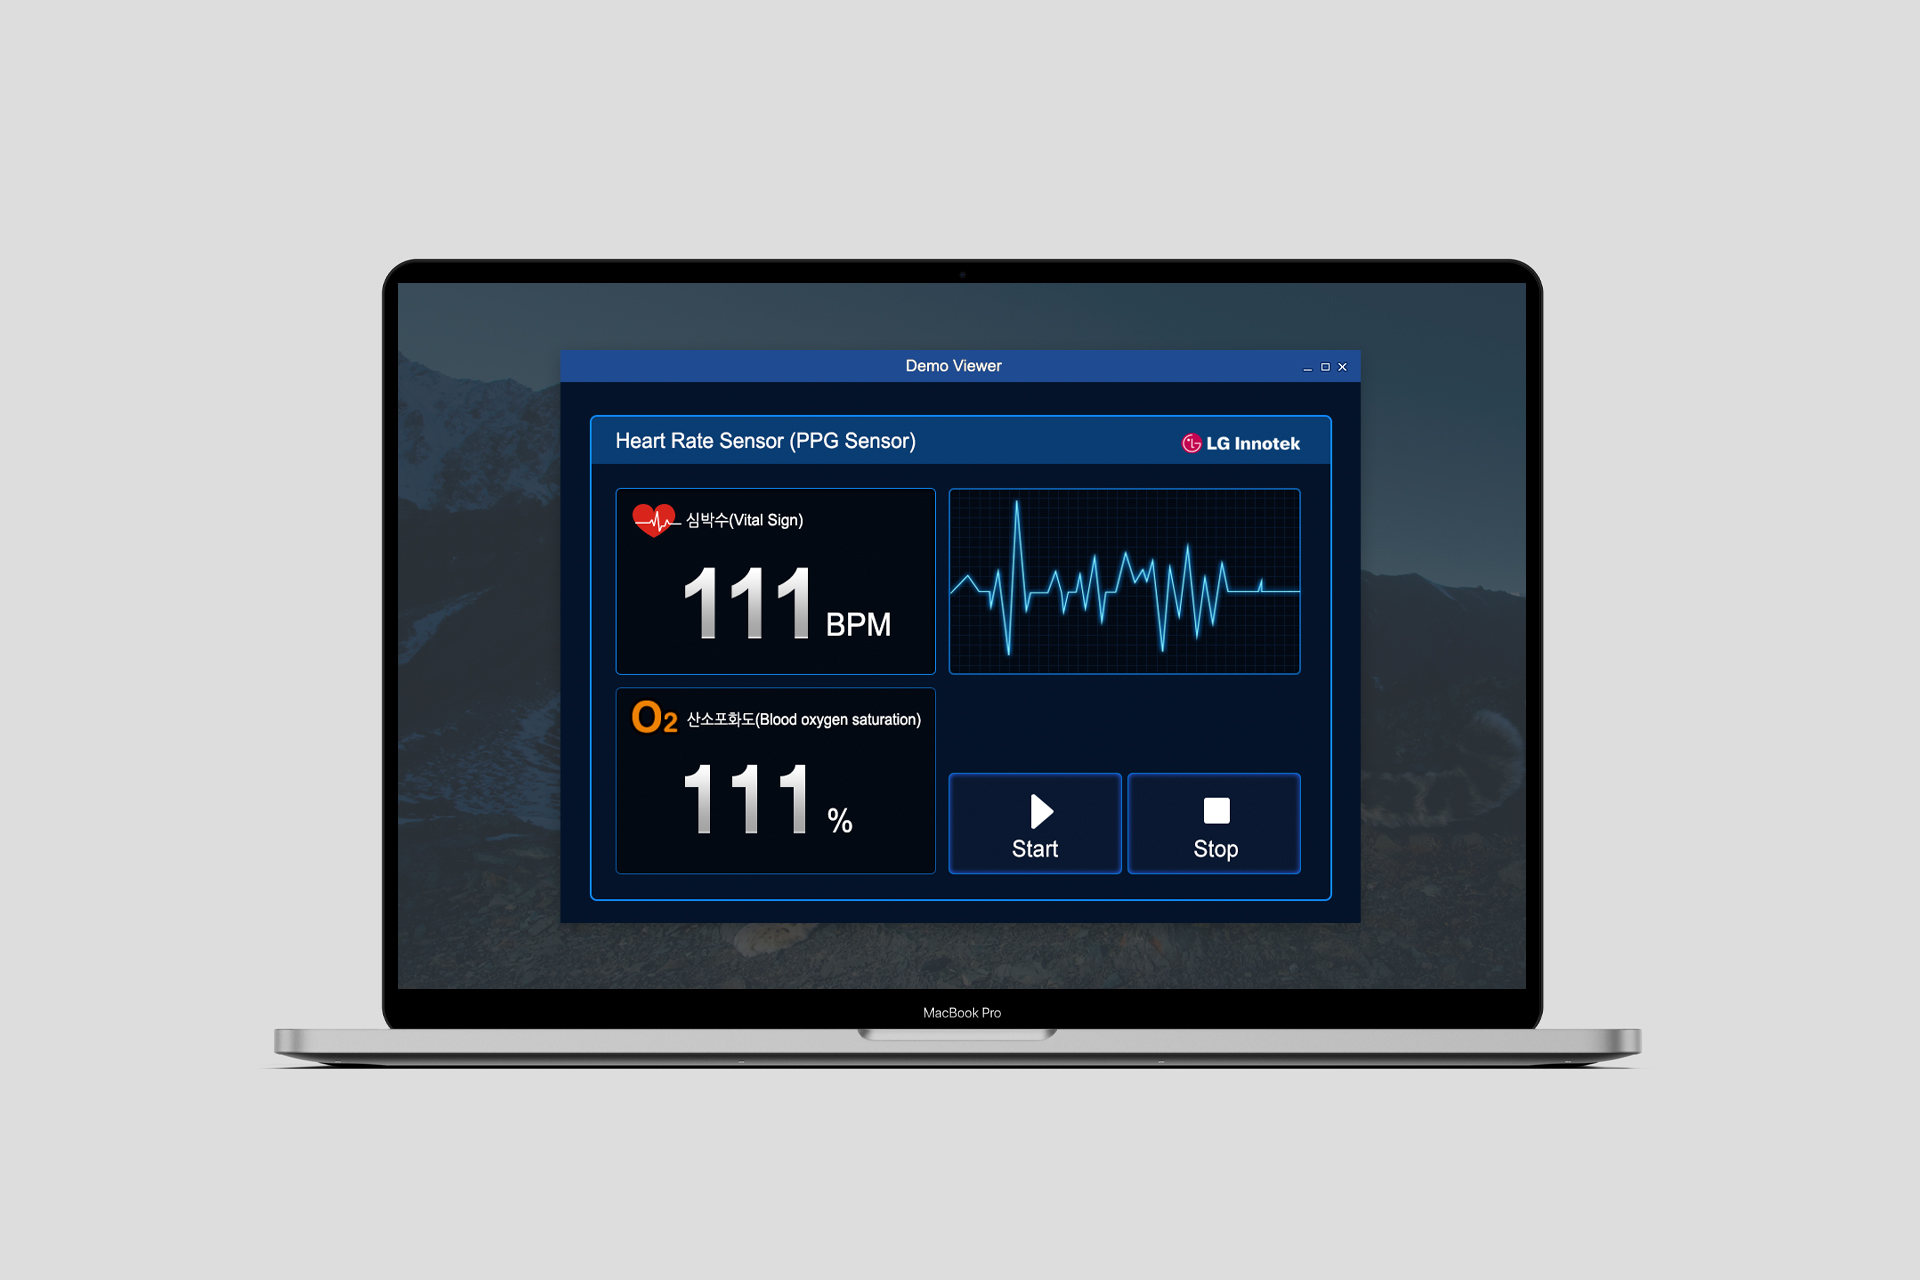 Demo Viewer
Heart Rate Sensor (PPG Sensor)
LG Innotek
심박수(Vital Sign)
111 BPM
O2 산소포화도(Blood oxygen saturation)
111 %
Start
Stop
MacBook Pro